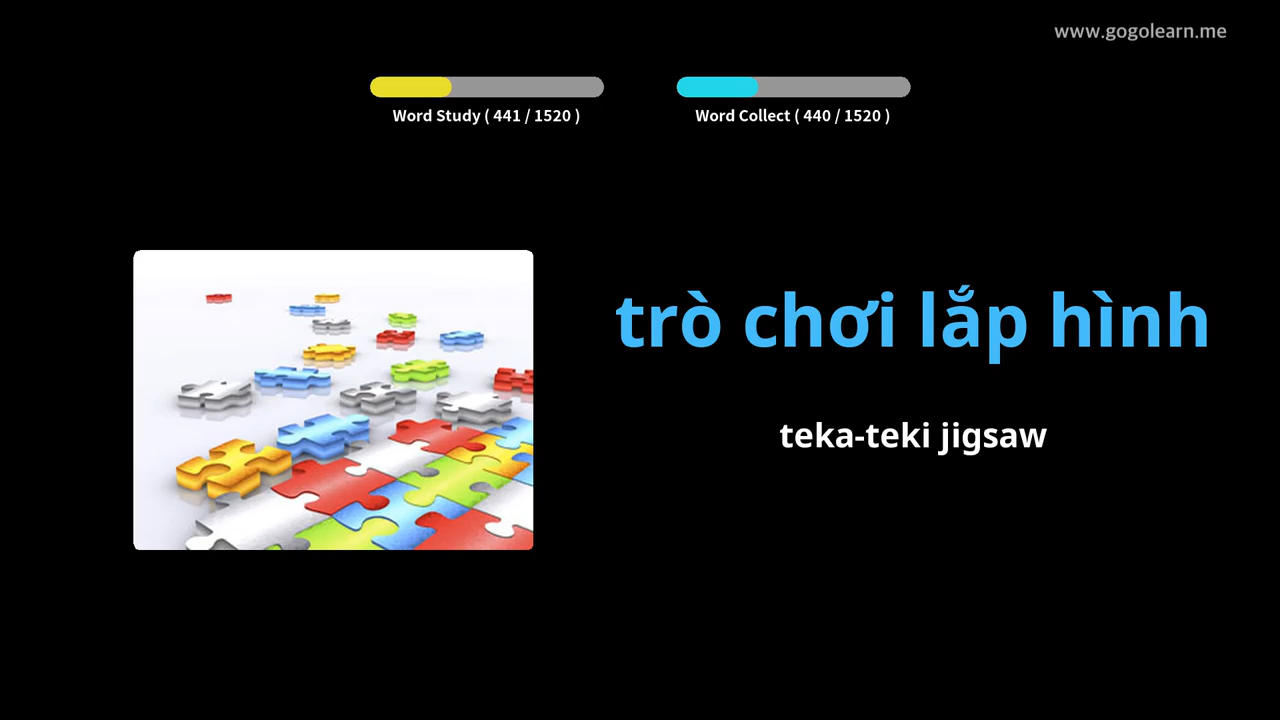 www.gogolearn.me
Word Study ( 441 / 1520 )
Word Collect ( 440 / 1520 )
trò chơi lắp hình
teka-teki jigsaw